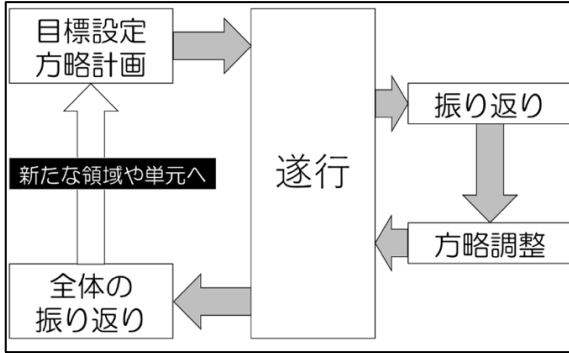 目標設定
方略計画
遂行
振り返り
方略調整
新たな領域や単元へ
全体の
振り返り